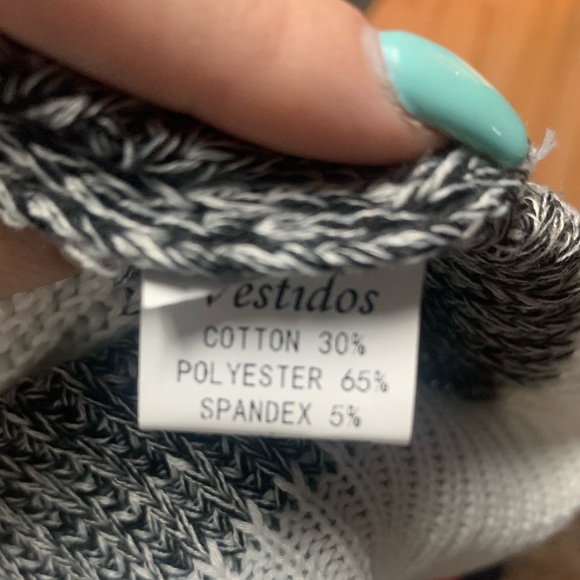 Vestidos
COTTON 30%
POLYESTER 65%
SPANDEX 5%